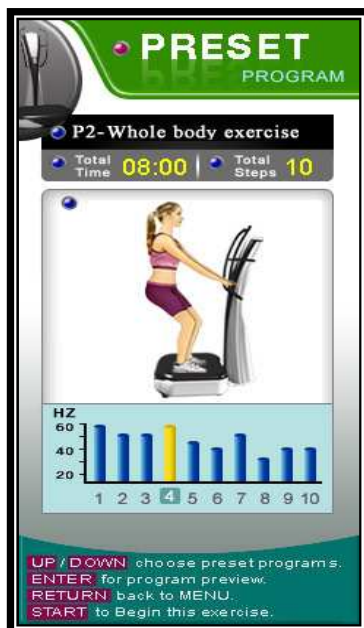 PRESET
PROGRAM
P2-Whole body exercise
Total Time 08:00 Total Steps 10
HZ
60
40
20
1 2 3 4 5 6 7 8 9 10
UP / DOWN choose preset programs.
ENTER for program preview.
RETURN back to MENU.
START to Begin this exercise.